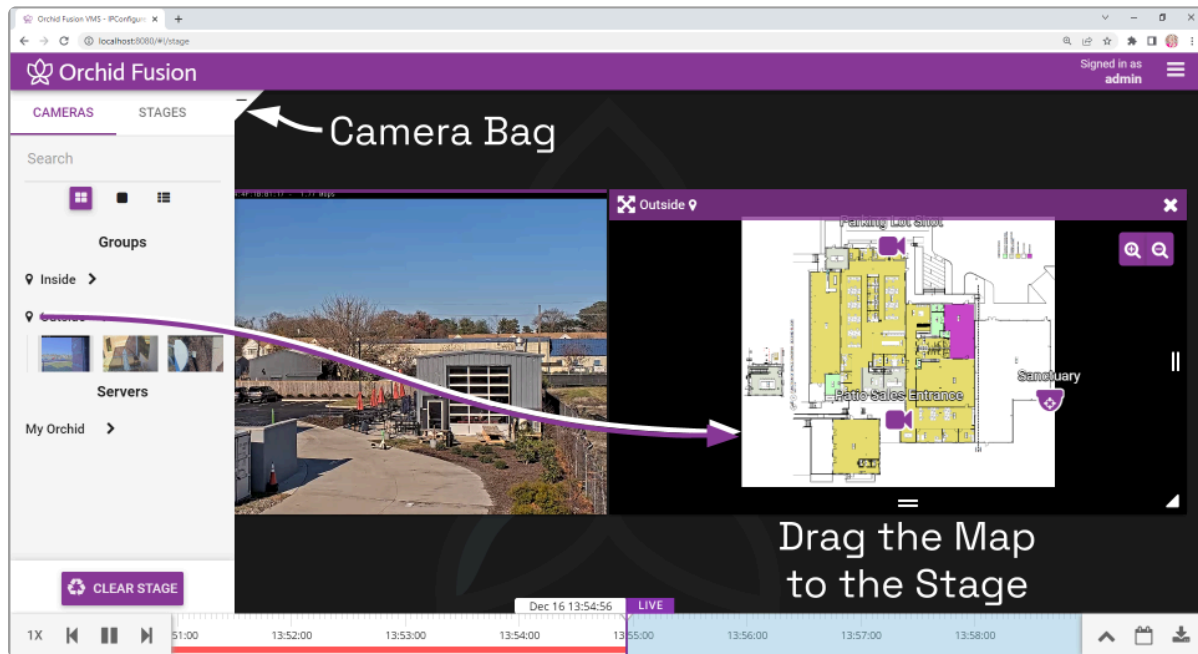 Orchid Fusion VMS - IPConfigure
localhost:8080/#!/stage
Orchid Fusion
Signed in as
admin
CAMERAS STAGES
Camera Bag
Search
Outside
Groups
Inside
Outside
Parking Lot Shot
Sanctuary
Patio Sales Entrance
Servers
My Orchid
Drag the Map
to the Stage
CLEAR STAGE
Dec 16 13:54:56 LIVE
1X 51:00 13:52:00 13:53:00 13:54:00 55:00 13:56:00 13:57:00 13:58:00